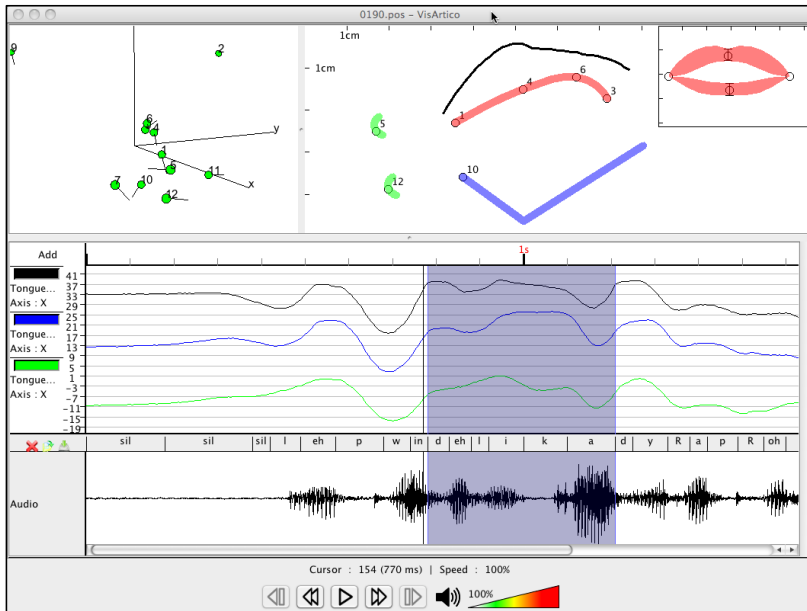 0190.pos – VisArtico
9
2
6
4
y
1
5
11
x
7
10
12
1cm
1cm
5
12
4
6
3
1
10
Add
1s
Tongue...
Axis : X
Tongue...
Axis : X
Tongue...
Axis : X
41
37
33
29
25
21
17
13
9
5
1
-3
-7
-11
-15
-19
sil sil sil l eh p w in d eh l i k a d y R a p R oh
Audio
Cursor : 154 (770 ms) | Speed : 100%
100%